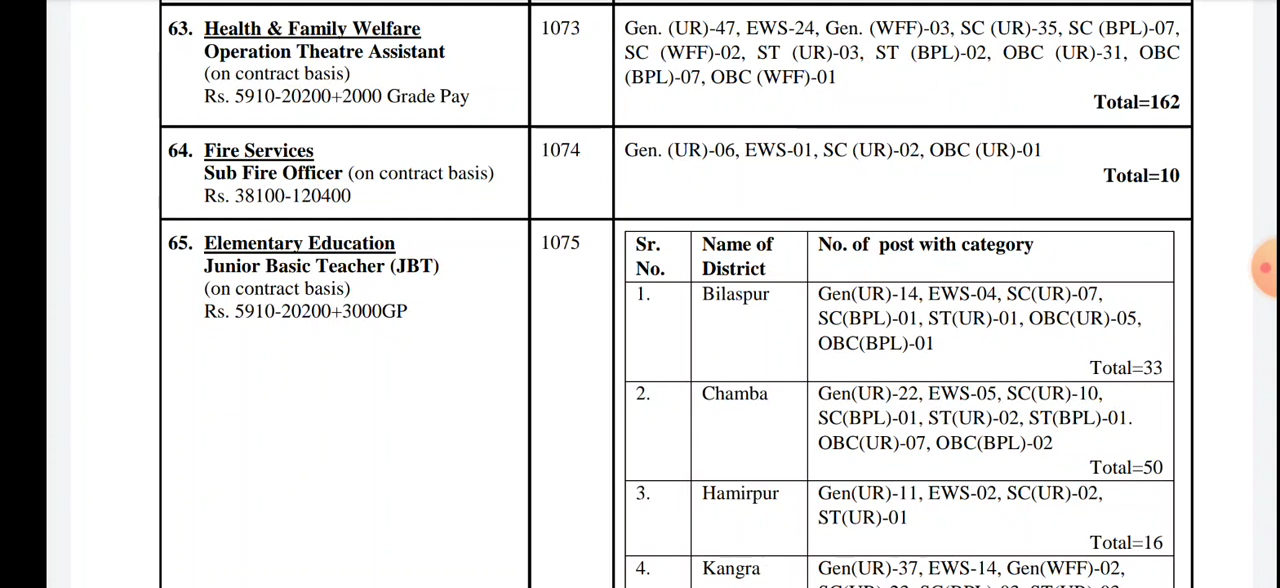 63. Health & Family Welfare
Operation Theatre Assistant
(on contract basis)
Rs. 5910-20200+2000 Grade Pay
1073
Gen. (UR)-47, EWS-24, Gen. (WFF)-03, SC (UR)-35, SC (BPL)-07,
SC (WFF)-02, ST (UR)-03, ST (BPL)-02, OBC (UR)-31, OBC
(BPL)-07, OBC (WFF)-01
Total=162
64. Fire Services
Sub Fire Officer (on contract basis)
Rs. 38100-120400
1074
Gen. (UR)-06, EWS-01, SC (UR)-02, OBC (UR)-01
Total=10
65. Elementary Education
Junior Basic Teacher (JBT)
(on contract basis)
Rs. 5910-20200+3000GP
1075
Sr. No.
Name of District
No. of post with category
1.
Bilaspur
Gen(UR)-14, EWS-04, SC(UR)-07,
SC(BPL)-01, ST(UR)-01, OBC(UR)-05,
OBC(BPL)-01
Total=33
2.
Chamba
Gen(UR)-22, EWS-05, SC(UR)-10,
SC(BPL)-01, ST(UR)-02, ST(BPL)-01.
OBC(UR)-07, OBC(BPL)-02
Total=50
3.
Hamirpur
Gen(UR)-11, EWS-02, SC(UR)-02,
ST(UR)-01
Total=16
4.
Kangra
Gen(UR)-37, EWS-14, Gen(WFF)-02,